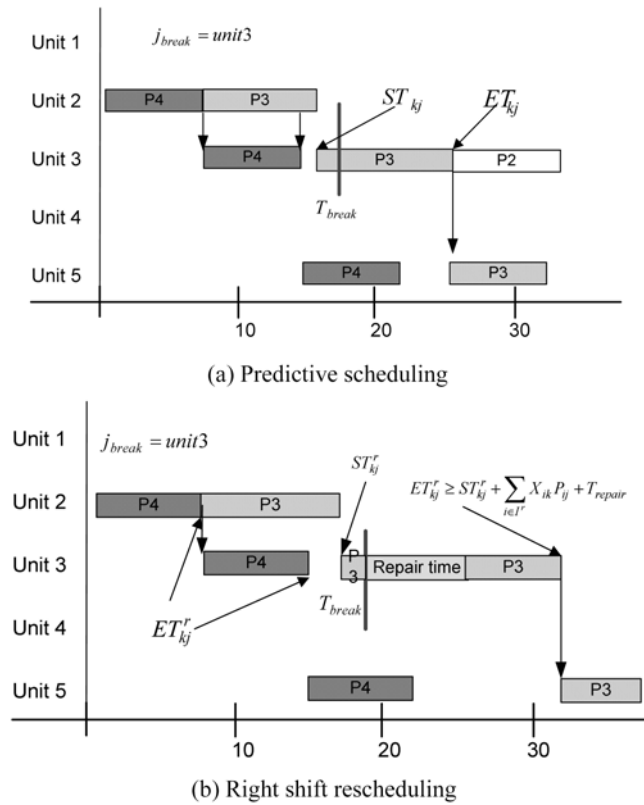 Unit 1
j_break = unit3
Unit 2
P4 P3
ST_kj
ET_kj
Unit 3
P4 P3 P2
T_break
Unit 4
Unit 5
P4 P3
10 20 30
(a) Predictive scheduling
Unit 1
j_break = unit3
ST^r_kj
ET^r_kj ≥ ST^r_kj + ∑_{i∈I^r} X_ik P_ij + T_repair
Unit 2
P4 P3
Unit 3
P4 P3 Repair time P3
T_break
ET^r_kj
Unit 4
Unit 5
P4 P3
10 20 30
(b) Right shift rescheduling